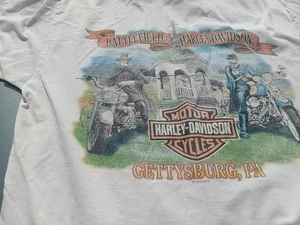 BATTLEFIELD HARLEY-DAVIDSON
MOTOR
HARLEY-DAVIDSON
CYCLES
GETTYSBURG, PA